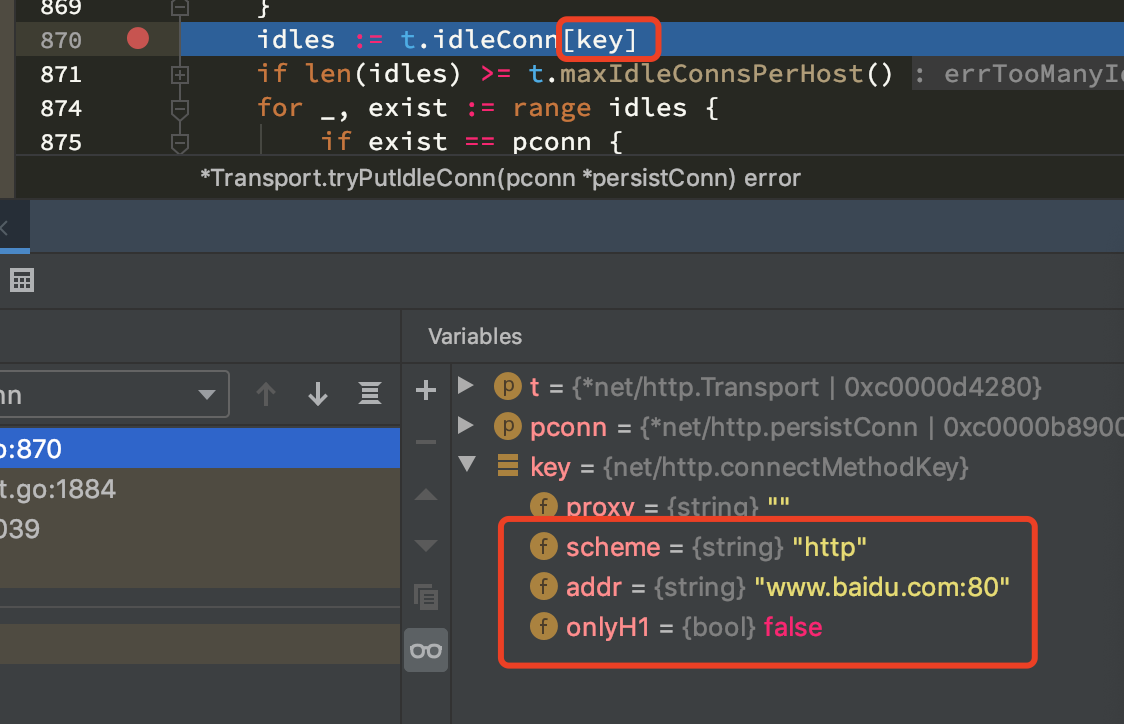 869 }
870 idles := t.idleConn[key]
871 if len(idles) >= t.maxIdleConnsPerHost() : errTooManyI
874 for _, exist := range idles {
875 if exist == pconn {
*Transport.tryPutIdleConn(pconn *persistConn) error
Variables
nn
o:870
t.go:1884
039
t = {*net/http.Transport | 0xc0000d4280}
pconn = {*net/http.persistConn | 0xc0000b8900
key = {net/http.connectMethodKey}
proxy = {string} ""
scheme = {string} "http"
addr = {string} "www.baidu.com:80"
onlyH1 = {bool} false